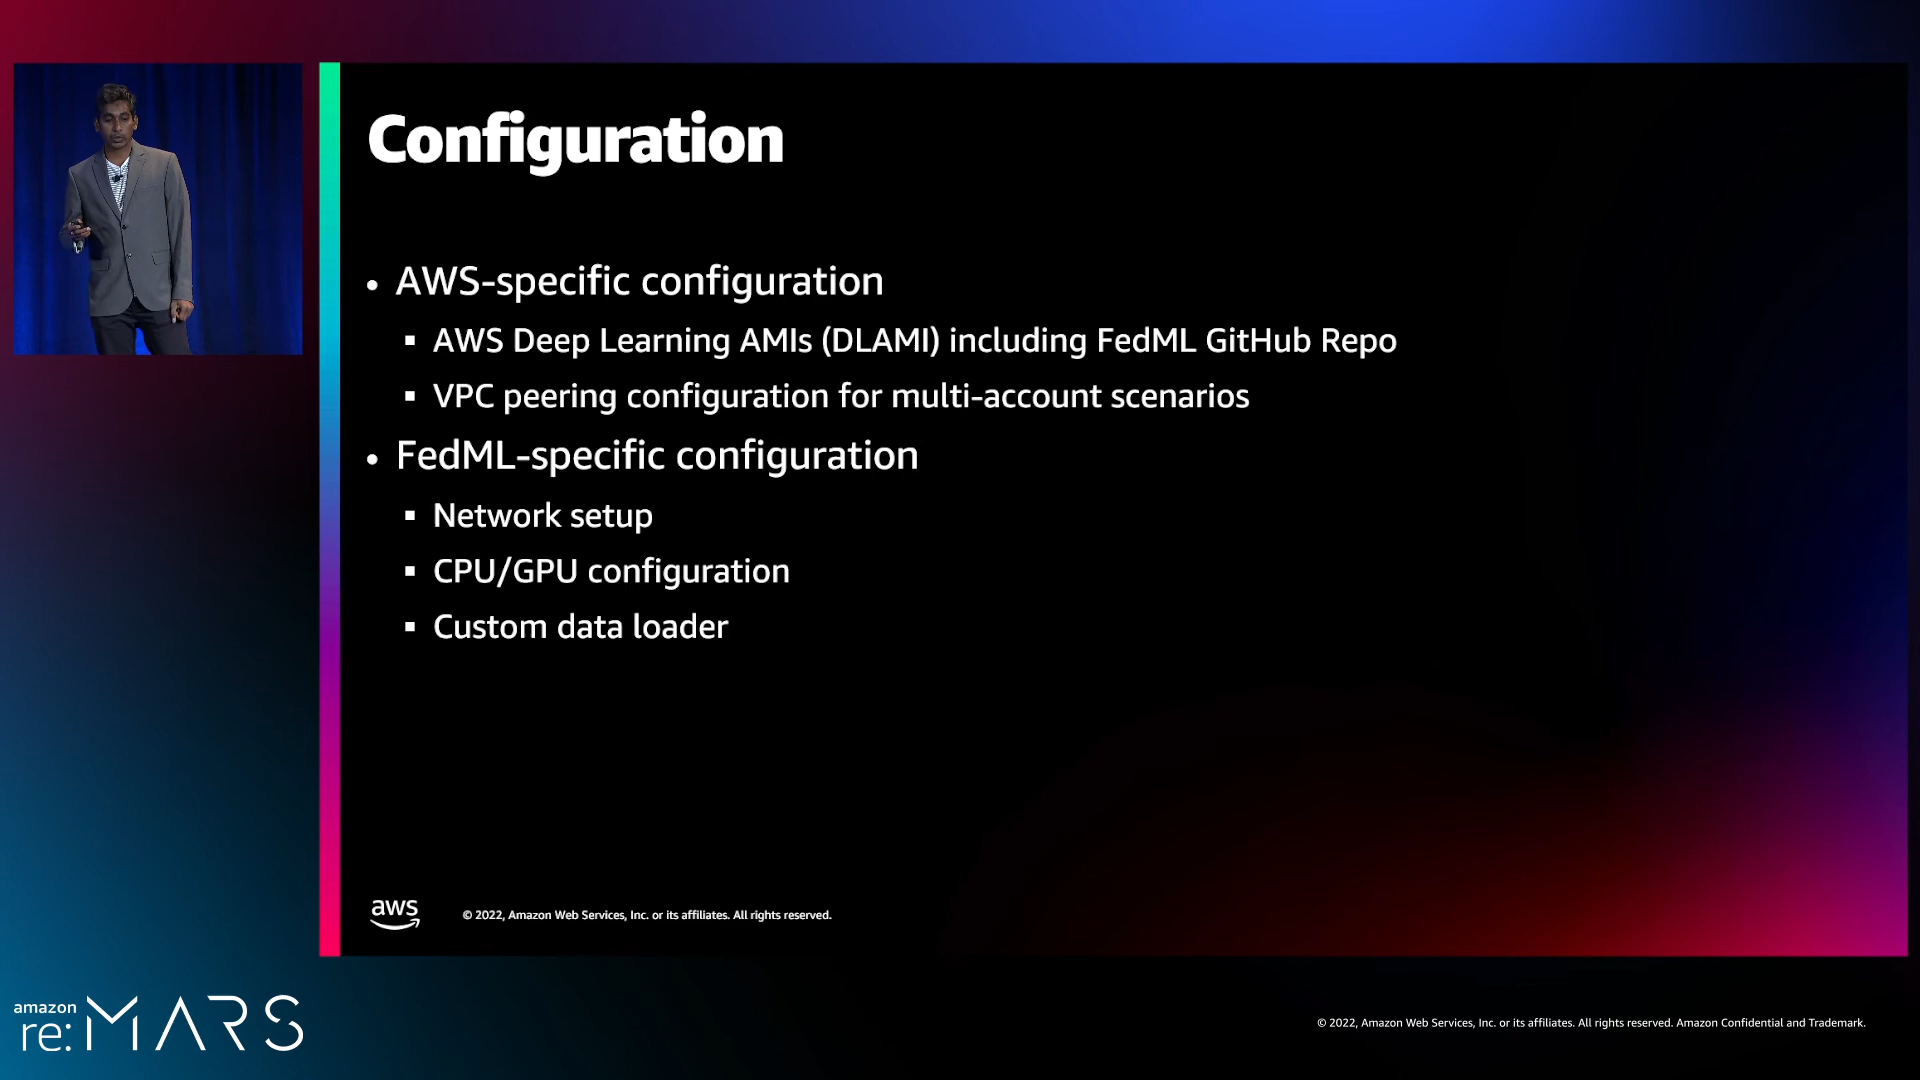 Configuration
• AWS-specific configuration
▪ AWS Deep Learning AMIs (DLAMI) including FedML GitHub Repo
▪ VPC peering configuration for multi-account scenarios
• FedML-specific configuration
▪ Network setup
▪ CPU/GPU configuration
▪ Custom data loader
aws
© 2022, Amazon Web Services, Inc. or its affiliates. All rights reserved.
amazon
re:MARS
© 2022, Amazon Web Services, Inc. or its affiliates. All rights reserved. Amazon Confidential and Trademark.